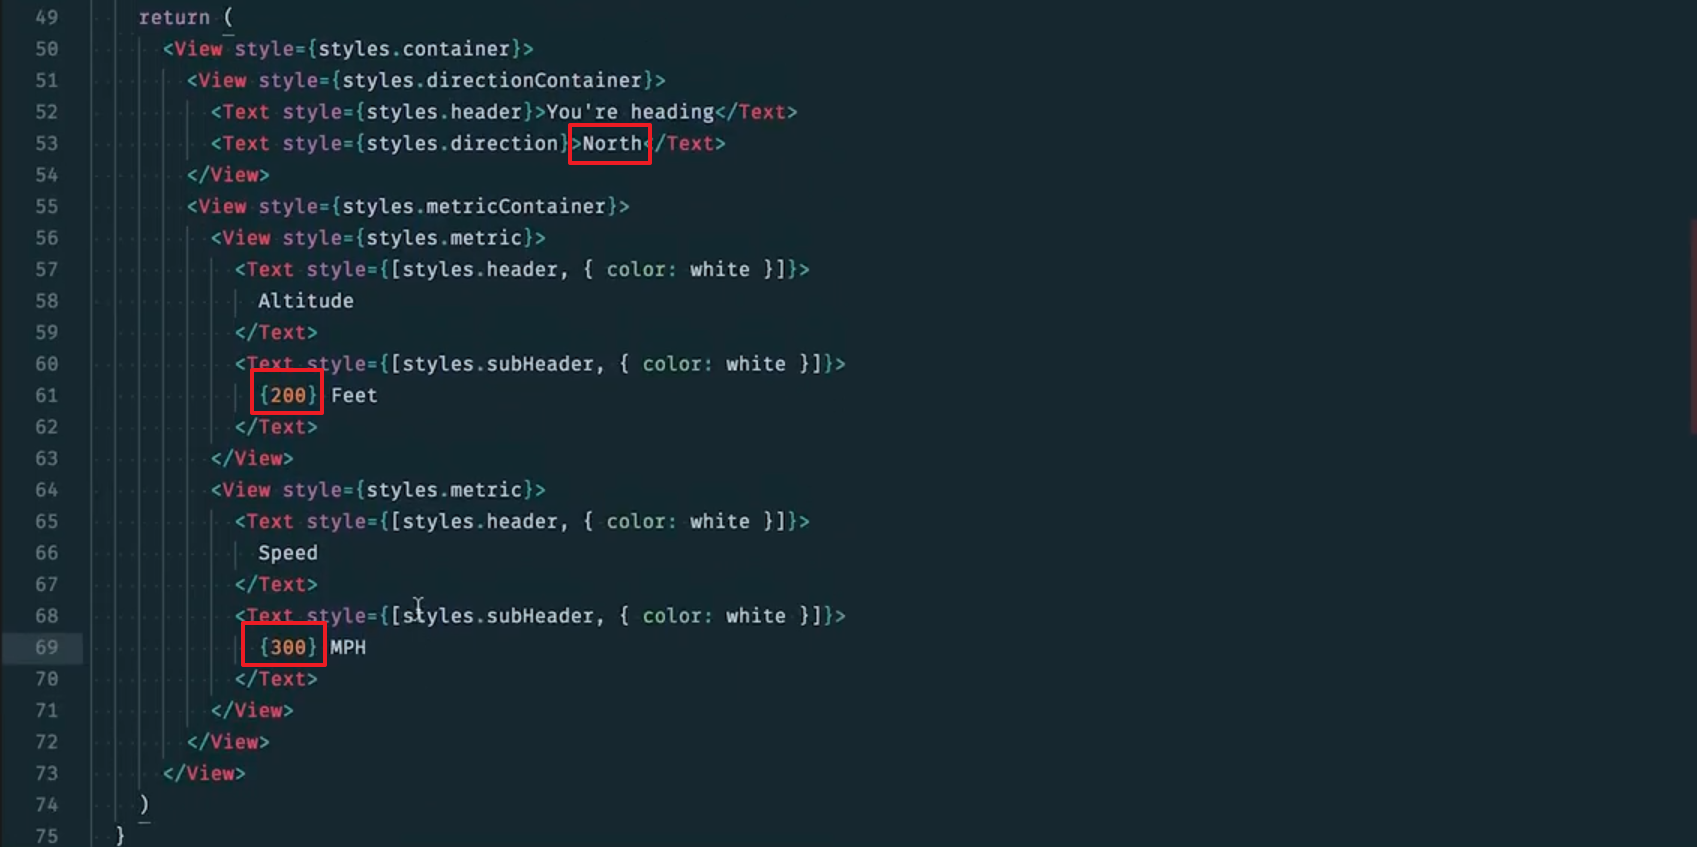 49 return (
50 <View style={styles.container}>
51 <View style={styles.directionContainer}>
52 <Text style={styles.header}>You're heading</Text>
53 <Text style={styles.direction}>North</Text>
54 </View>
55 <View style={styles.metricContainer}>
56 <View style={styles.metric}>
57 <Text style={[styles.header, { color: white }]}>
58 Altitude
59 </Text>
60 <Text style={[styles.subHeader, { color: white }]}>
61 {200} Feet
62 </Text>
63 </View>
64 <View style={styles.metric}>
65 <Text style={[styles.header, { color: white }]}>
66 Speed
67 </Text>
68 <Text style={[styles.subHeader, { color: white }]}>
69 {300} MPH
70 </Text>
71 </View>
72 </View>
73 </View>
74 )
75 }